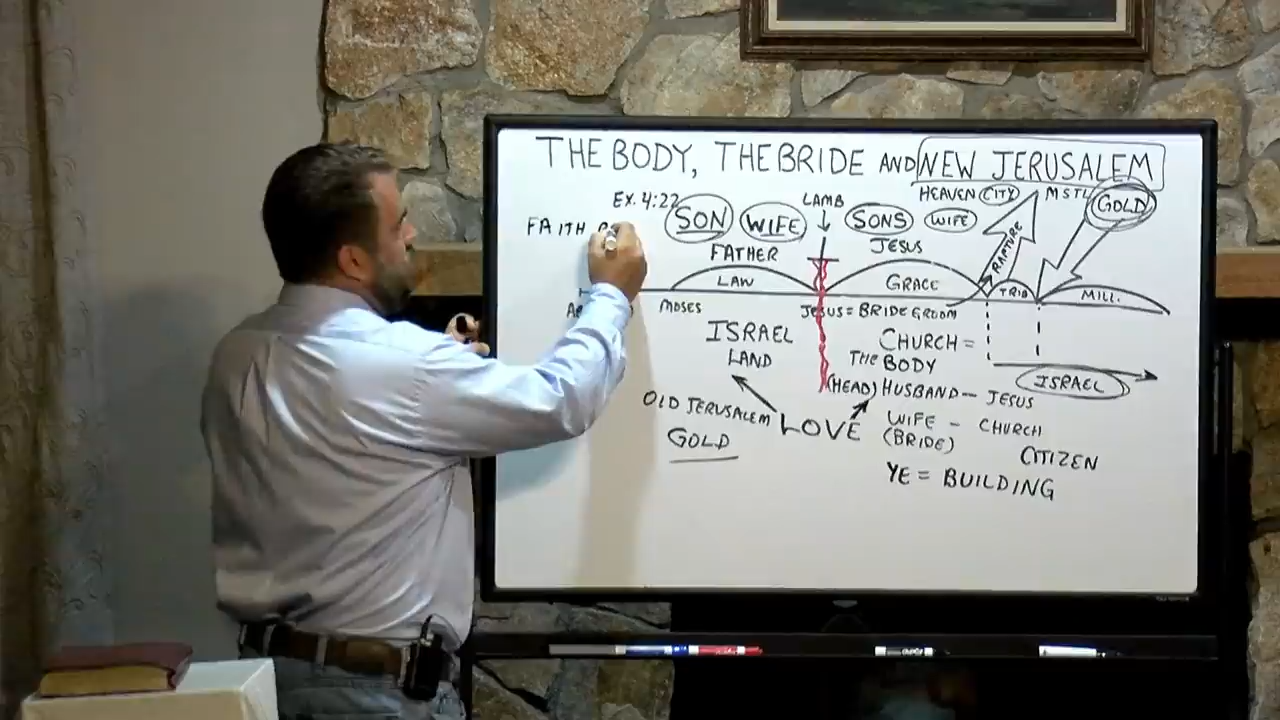 THE BODY, THE BRIDE AND NEW JERUSALEM
EX. 4:22 SON WIFE LAMB SONS WIFE HEAVEN CITY MSTL GOLD
FAITH
FATHER JESUS RAPTURE
LAW GRACE TRIB MILL.
MOSES JESUS = BRIDEGROOM
ISRAEL
LAND
CHURCH =
THE BODY
ISRAEL
(HEAD) HUSBAND - JESUS
OLD JERUSALEM LOVE WIFE - CHURCH
GOLD (BRIDE)
CITIZEN
YE = BUILDING